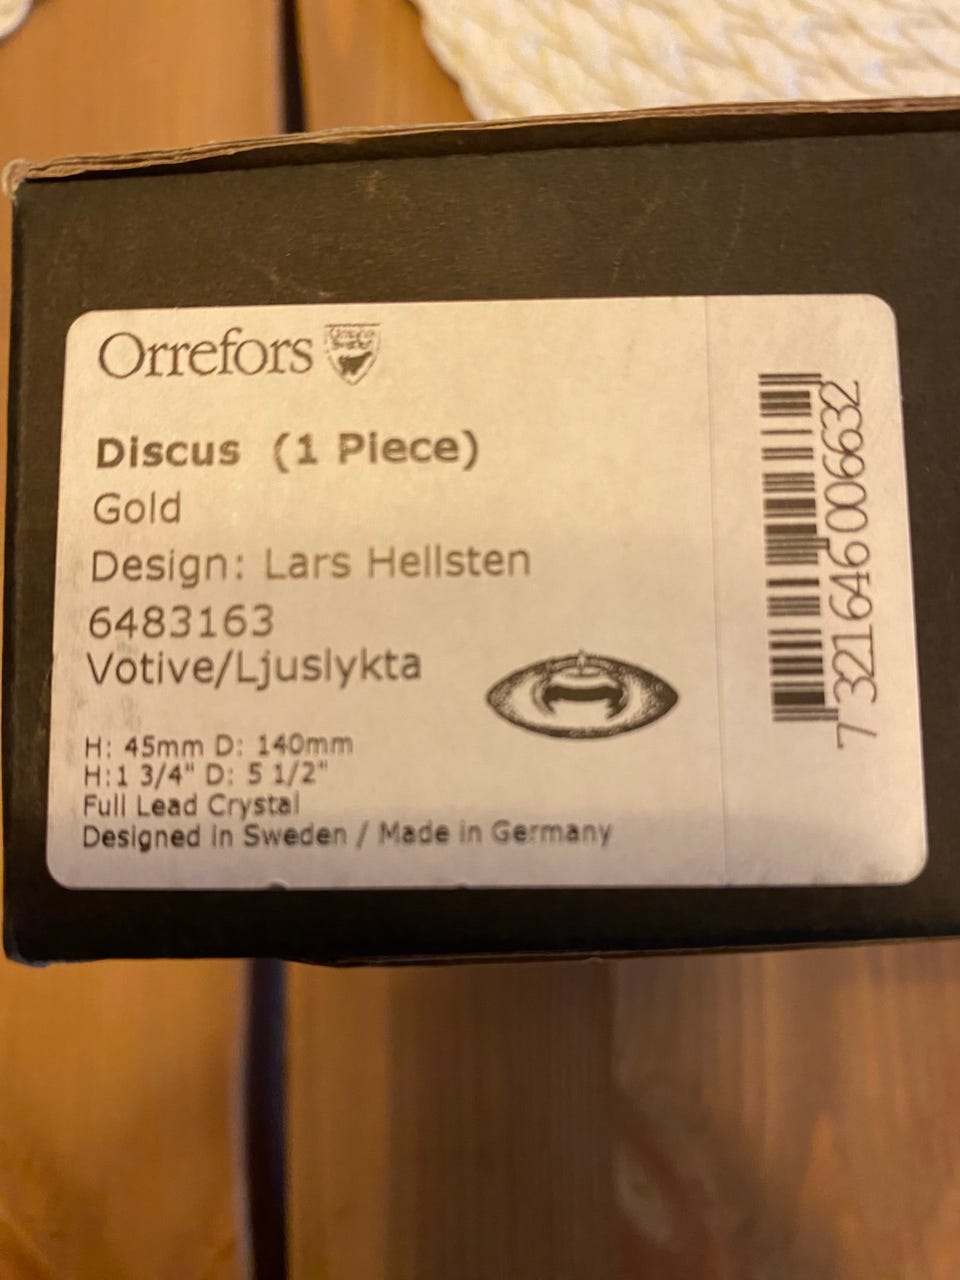 Orrefors
Discus (1 Piece)
Gold
Design: Lars Hellsten
6483163
Votive/Ljuslykta
H: 45mm D: 140mm
H:1 3/4" D: 5 1/2"
Full Lead Crystal
Designed in Sweden / Made in Germany
7 321646 006632